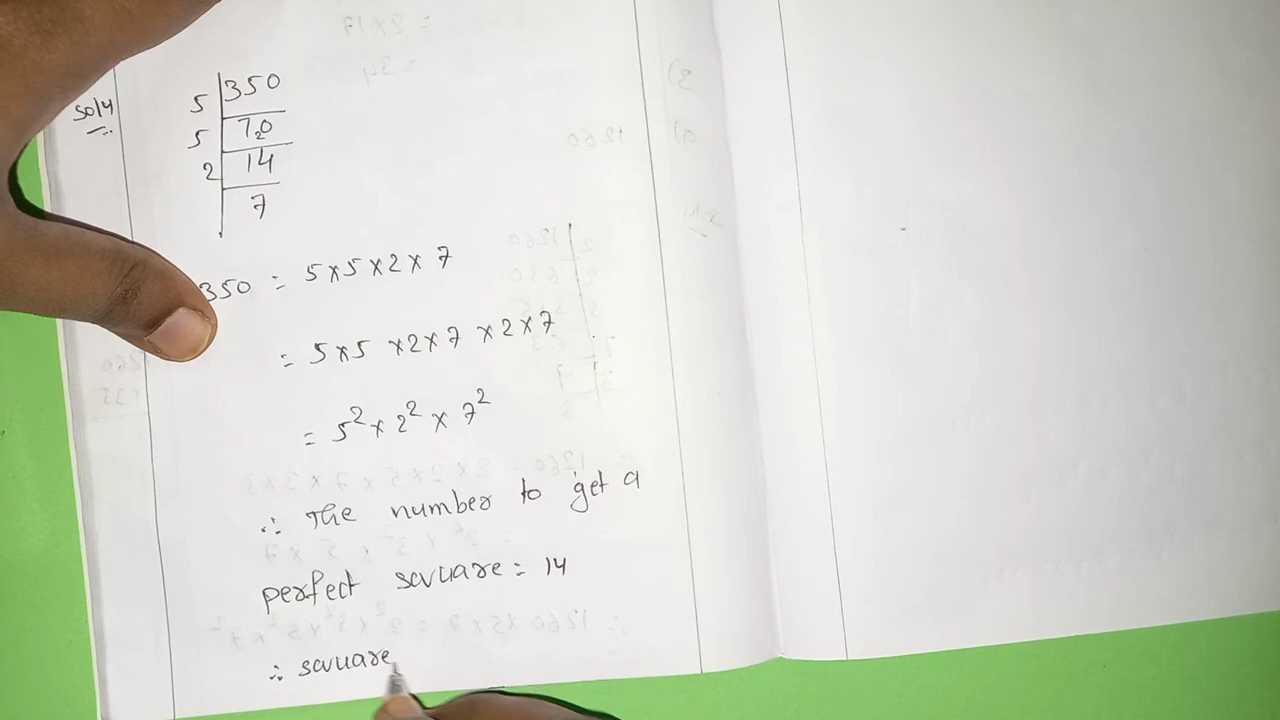 Soln
5 | 350
5 | 70
2 | 14
7
350 = 5×5×2×7
= 5×5 ×2×7 ×2×7
= 5² × 2² × 7²
∴ The number to get a
perfect square = 14
∴ square